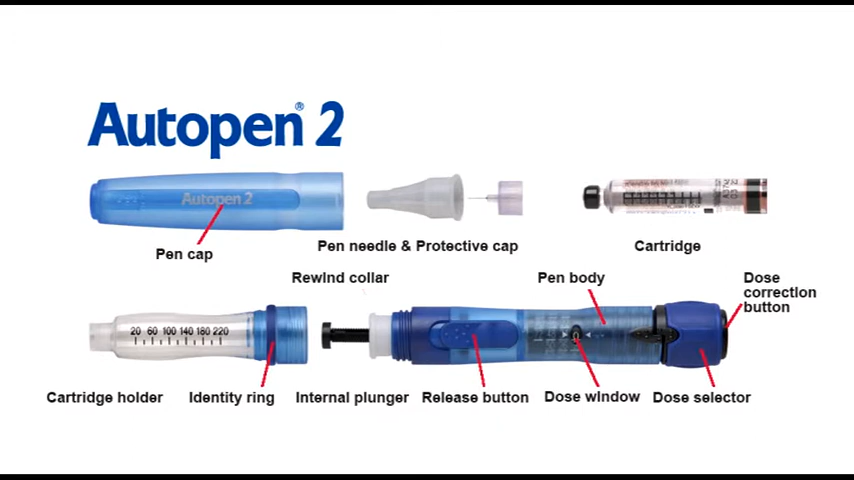 Autopen® 2
Autopen 2
Pen cap
Pen needle & Protective cap
Cartridge
Rewind collar
Pen body
Dose
correction
button
20 60 100 140 180 220
Cartridge holder
Identity ring
Internal plunger
Release button
Dose window
Dose selector